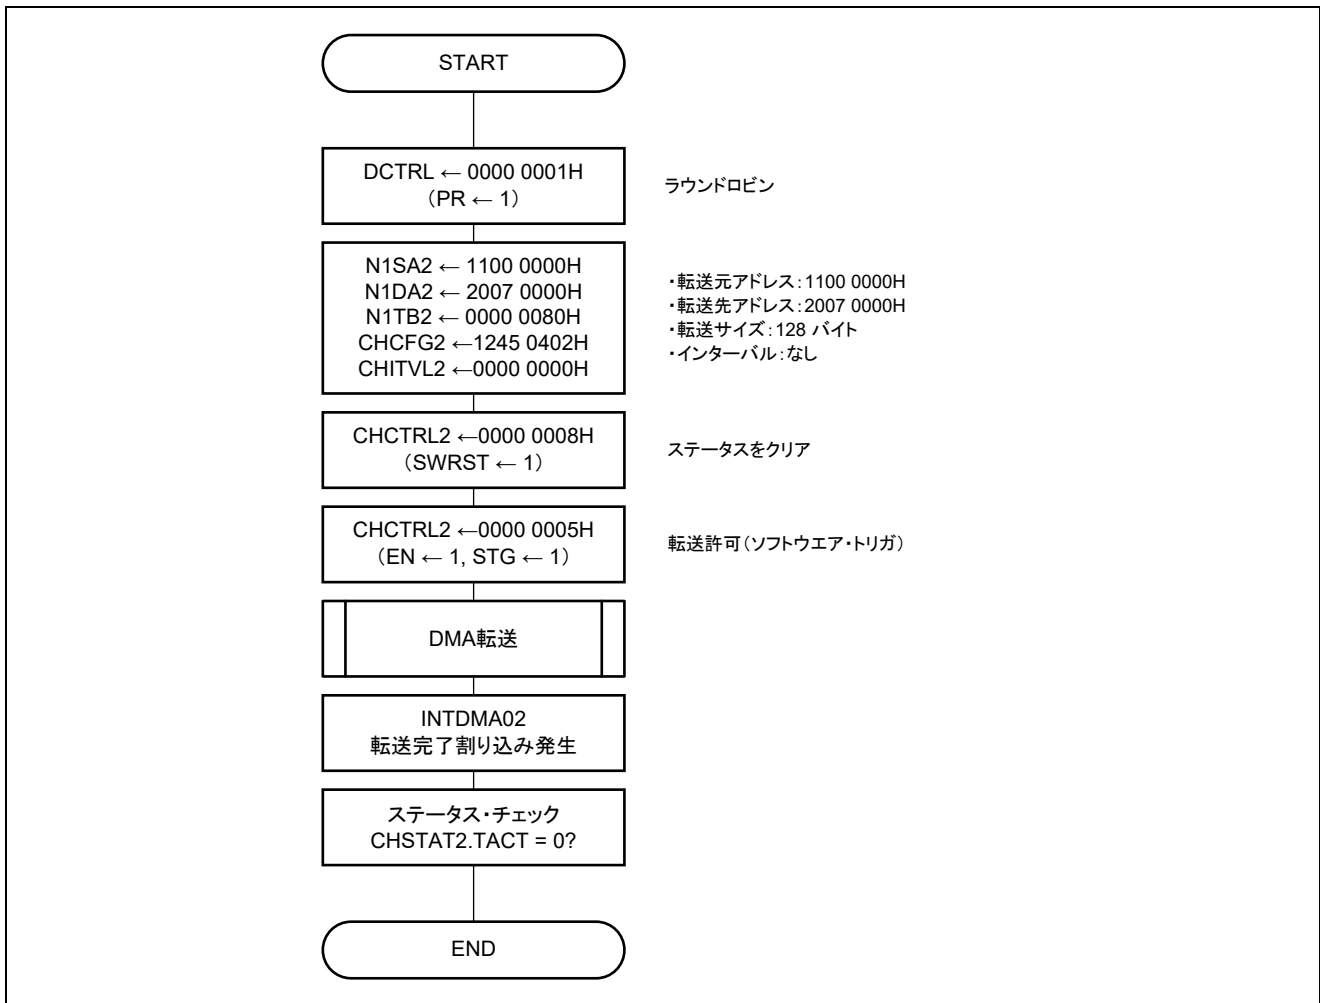 START
DCTRL ← 0000 0001H
（PR ← 1）
ラウンドロビン
N1SA2 ← 1100 0000H
N1DA2 ← 2007 0000H
N1TB2 ← 0000 0080H
CHCFG2 ←1245 0402H
CHITVL2 ←0000 0000H
・転送元アドレス：1100 0000H
・転送先アドレス：2007 0000H
・転送サイズ：128 バイト
・インターバル：なし
CHCTRL2 ←0000 0008H
（SWRST ← 1）
ステータスをクリア
CHCTRL2 ←0000 0005H
（EN ← 1, STG ← 1）
転送許可（ソフトウエア・トリガ）
DMA転送
INTDMA02
転送完了割り込み発生
ステータス・チェック
CHSTAT2.TACT = 0?
END